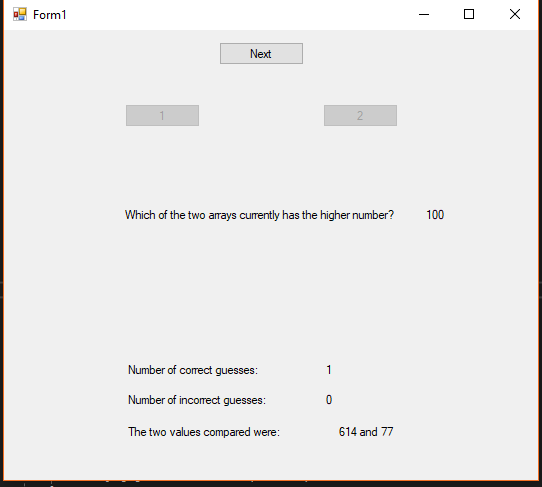 Form1
Next
1 2
Which of the two arrays currently has the higher number? 100
Number of correct guesses: 1
Number of incorrect guesses: 0
The two values compared were: 614 and 77